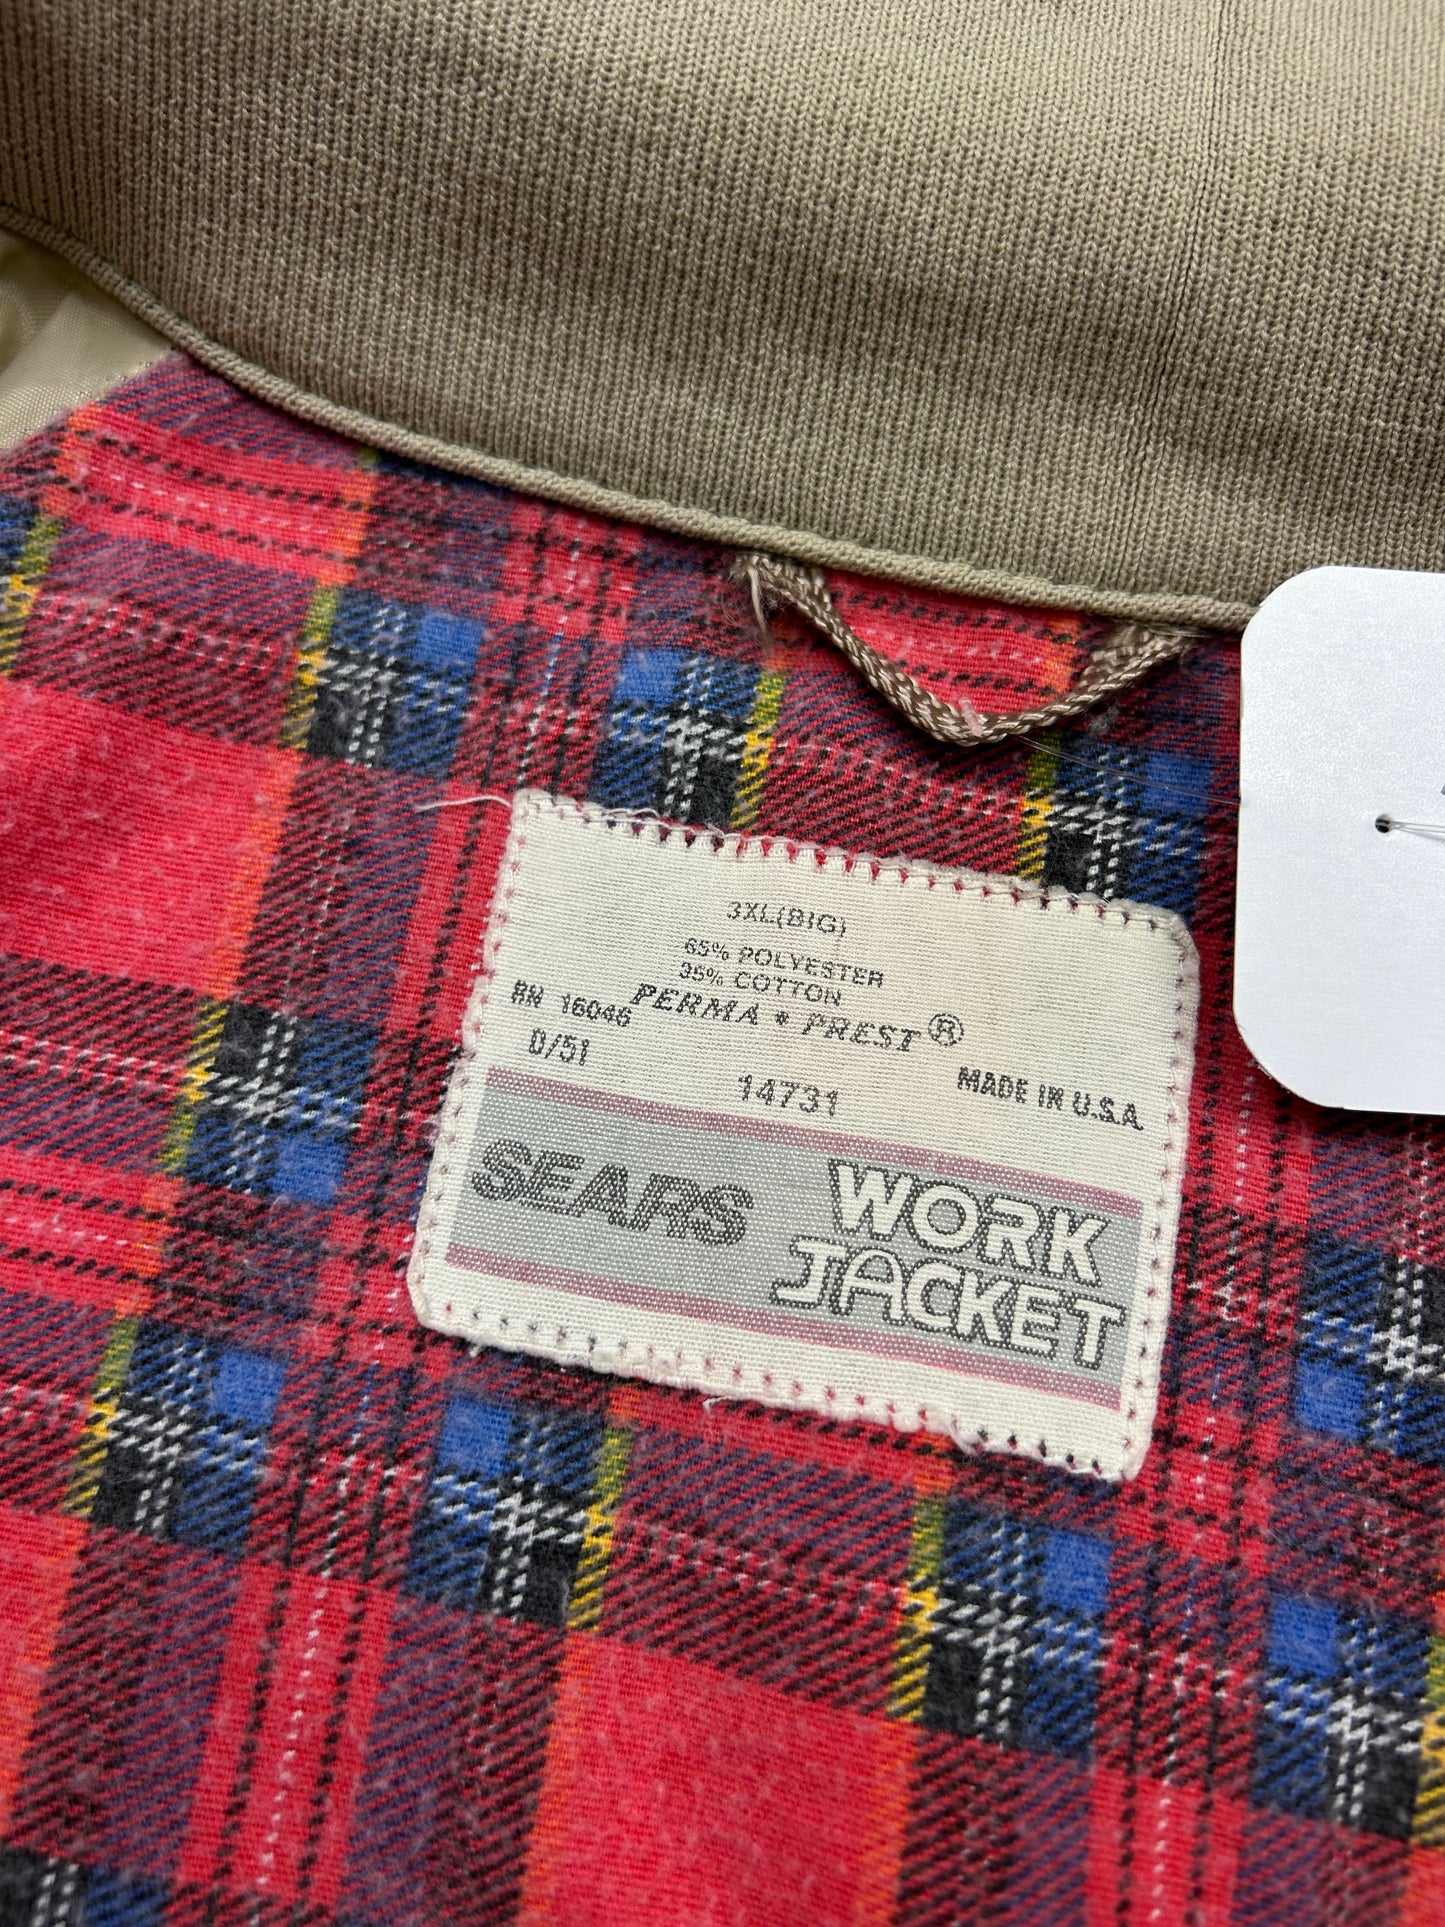 3XL(BIG)
65% POLYESTER
35% COTTON
RN 16046 PERMA • PREST®
D/51
14731 MADE IN U.S.A.
SEARS WORK
JACKET